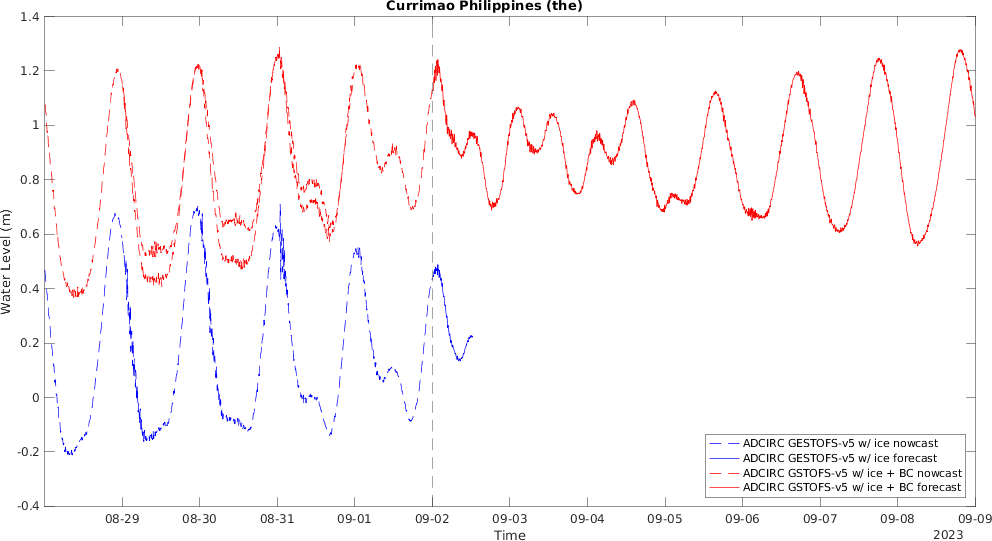 Currimao Philippines (the)
1.4
1.2
1
0.8
0.6
0.4
0.2
0
-0.2
-0.4
Water Level (m)
08-29 08-30 08-31 09-01 09-02 09-03 09-04 09-05 09-06 09-07 09-08 09-09
Time
2023
ADCIRC GESTOFS-v5 w/ ice nowcast
ADCIRC GESTOFS-v5 w/ ice forecast
ADCIRC GSTOFS-v5 w/ ice + BC nowcast
ADCIRC GSTOFS-v5 w/ ice + BC forecast